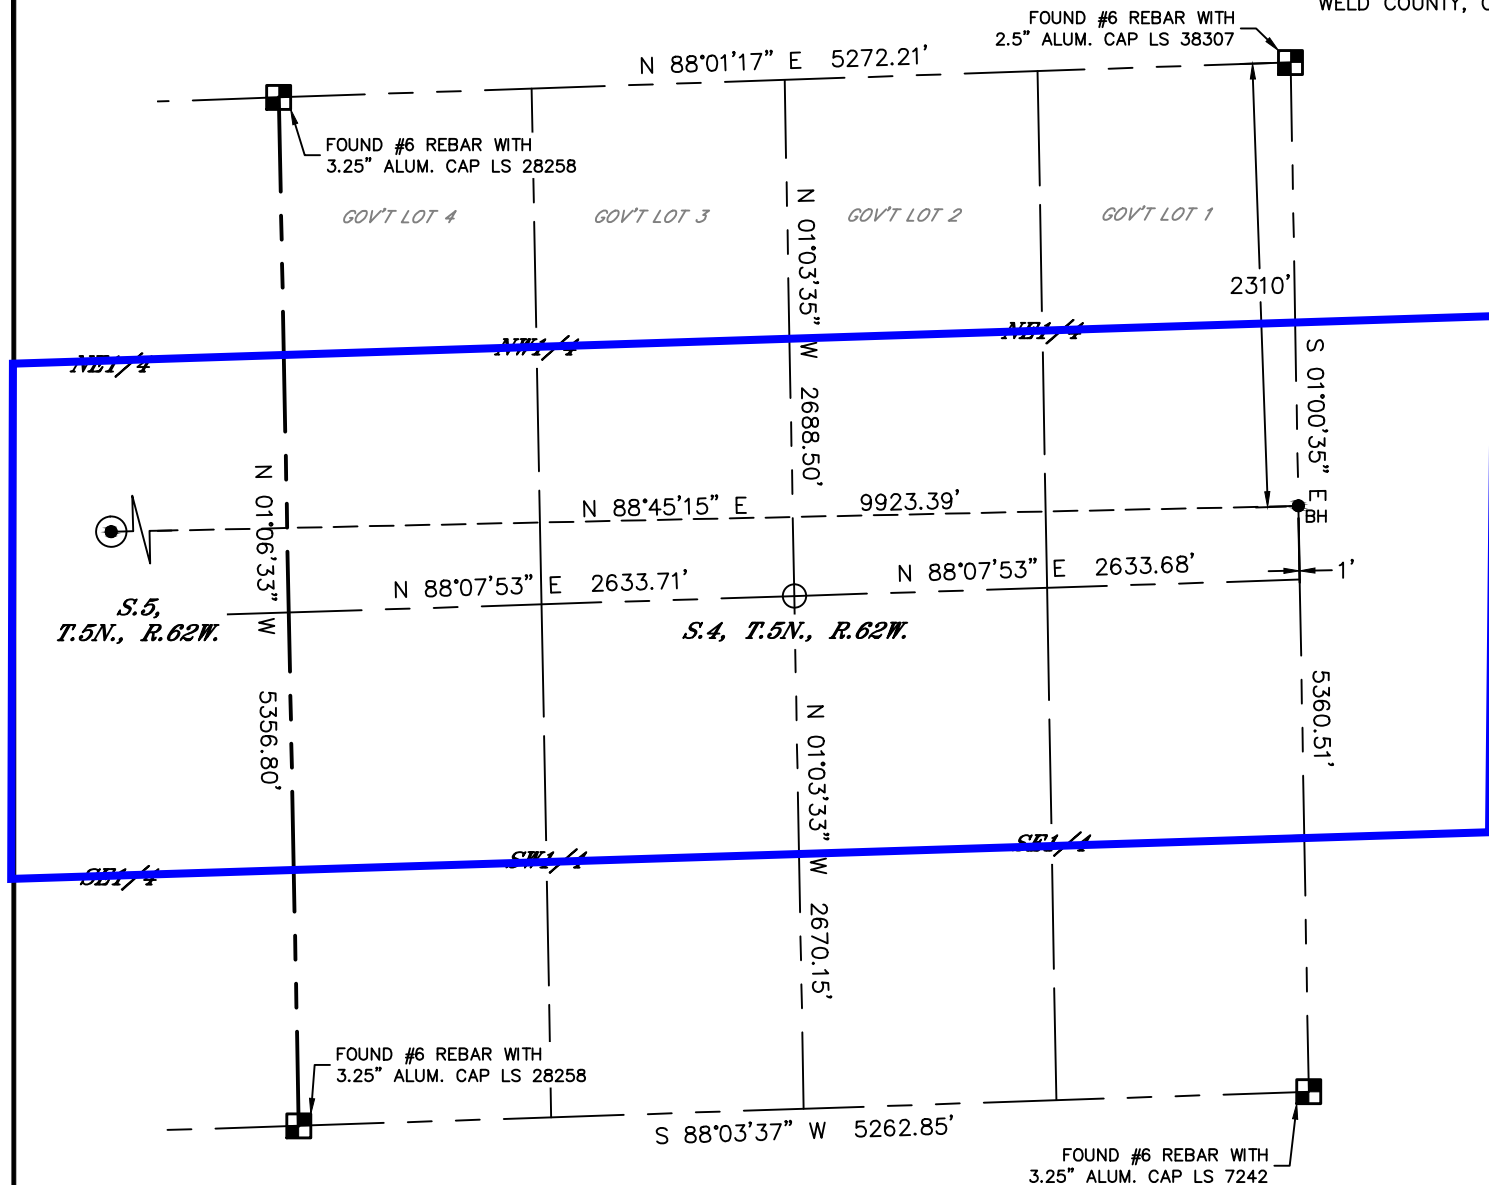 WELD COUNTY, C
FOUND #6 REBAR WITH
2.5" ALUM. CAP LS 38307
N 88°01'17" E 5272.21'
FOUND #6 REBAR WITH
3.25" ALUM. CAP LS 28258
GOV'T LOT 4
GOV'T LOT 3
GOV'T LOT 2
GOV'T LOT 1
N 01°03'35" W 2688.50'
2310'
NE1/4
NW1/4
NE1/4
S 01°00'35" E 5360.51'
N 01°06'33" W 5356.80'
N 88°45'15" E 9923.39'
BH
N 88°07'53" E 2633.71'
N 88°07'53" E 2633.68'
1'
S.5,
T.5N., R.62W.
S.4, T.5N., R.62W.
N 01°03'33" W 2670.15'
SE1/4
SW1/4
SE1/4
FOUND #6 REBAR WITH
3.25" ALUM. CAP LS 28258
S 88°03'37" W 5262.85'
FOUND #6 REBAR WITH
3.25" ALUM. CAP LS 7242